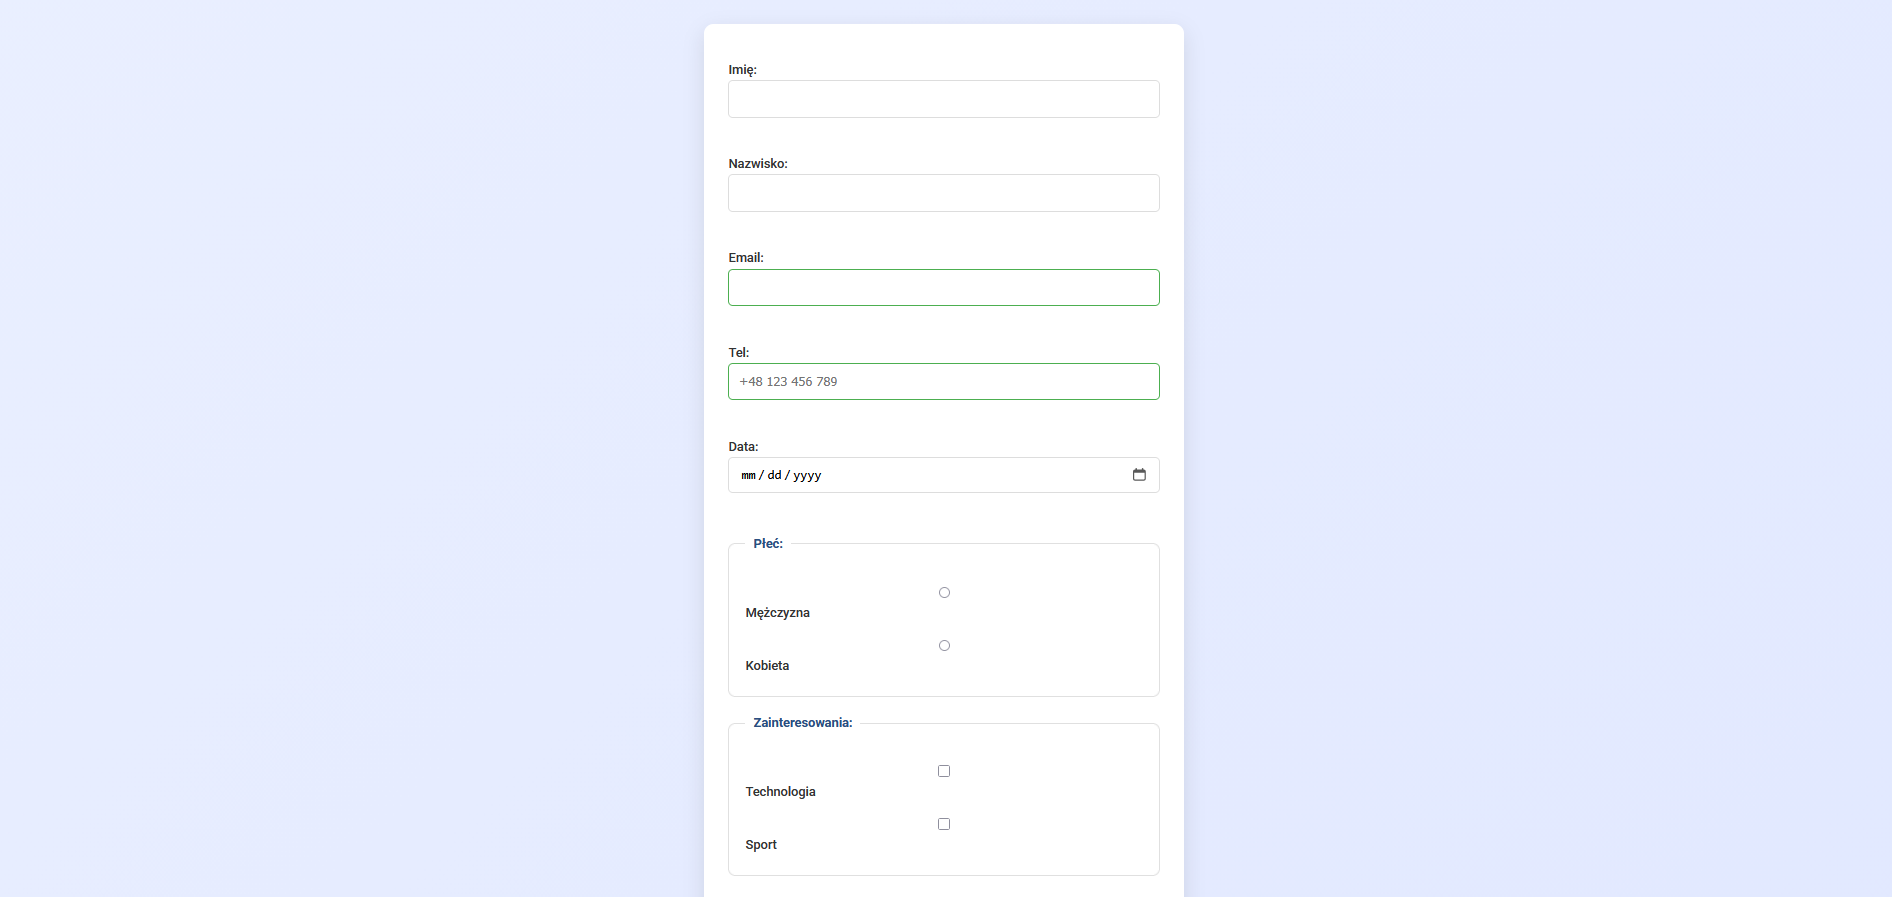 Imię:
Nazwisko:
Email:
Tel:
+48 123 456 789
Data:
mm / dd / yyyy
Płeć:
Mężczyzna
Kobieta
Zainteresowania:
Technologia
Sport